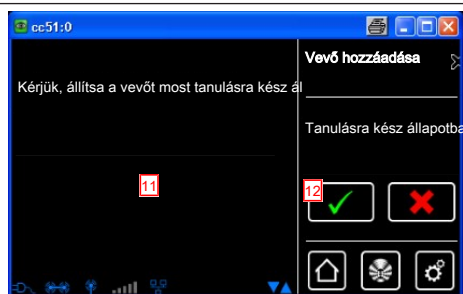 cc51:0
Vevő hozzáadása
Kérjük, állítsa a vevőt most tanulásra kész ál
Tanulásra kész állapotba
11
12